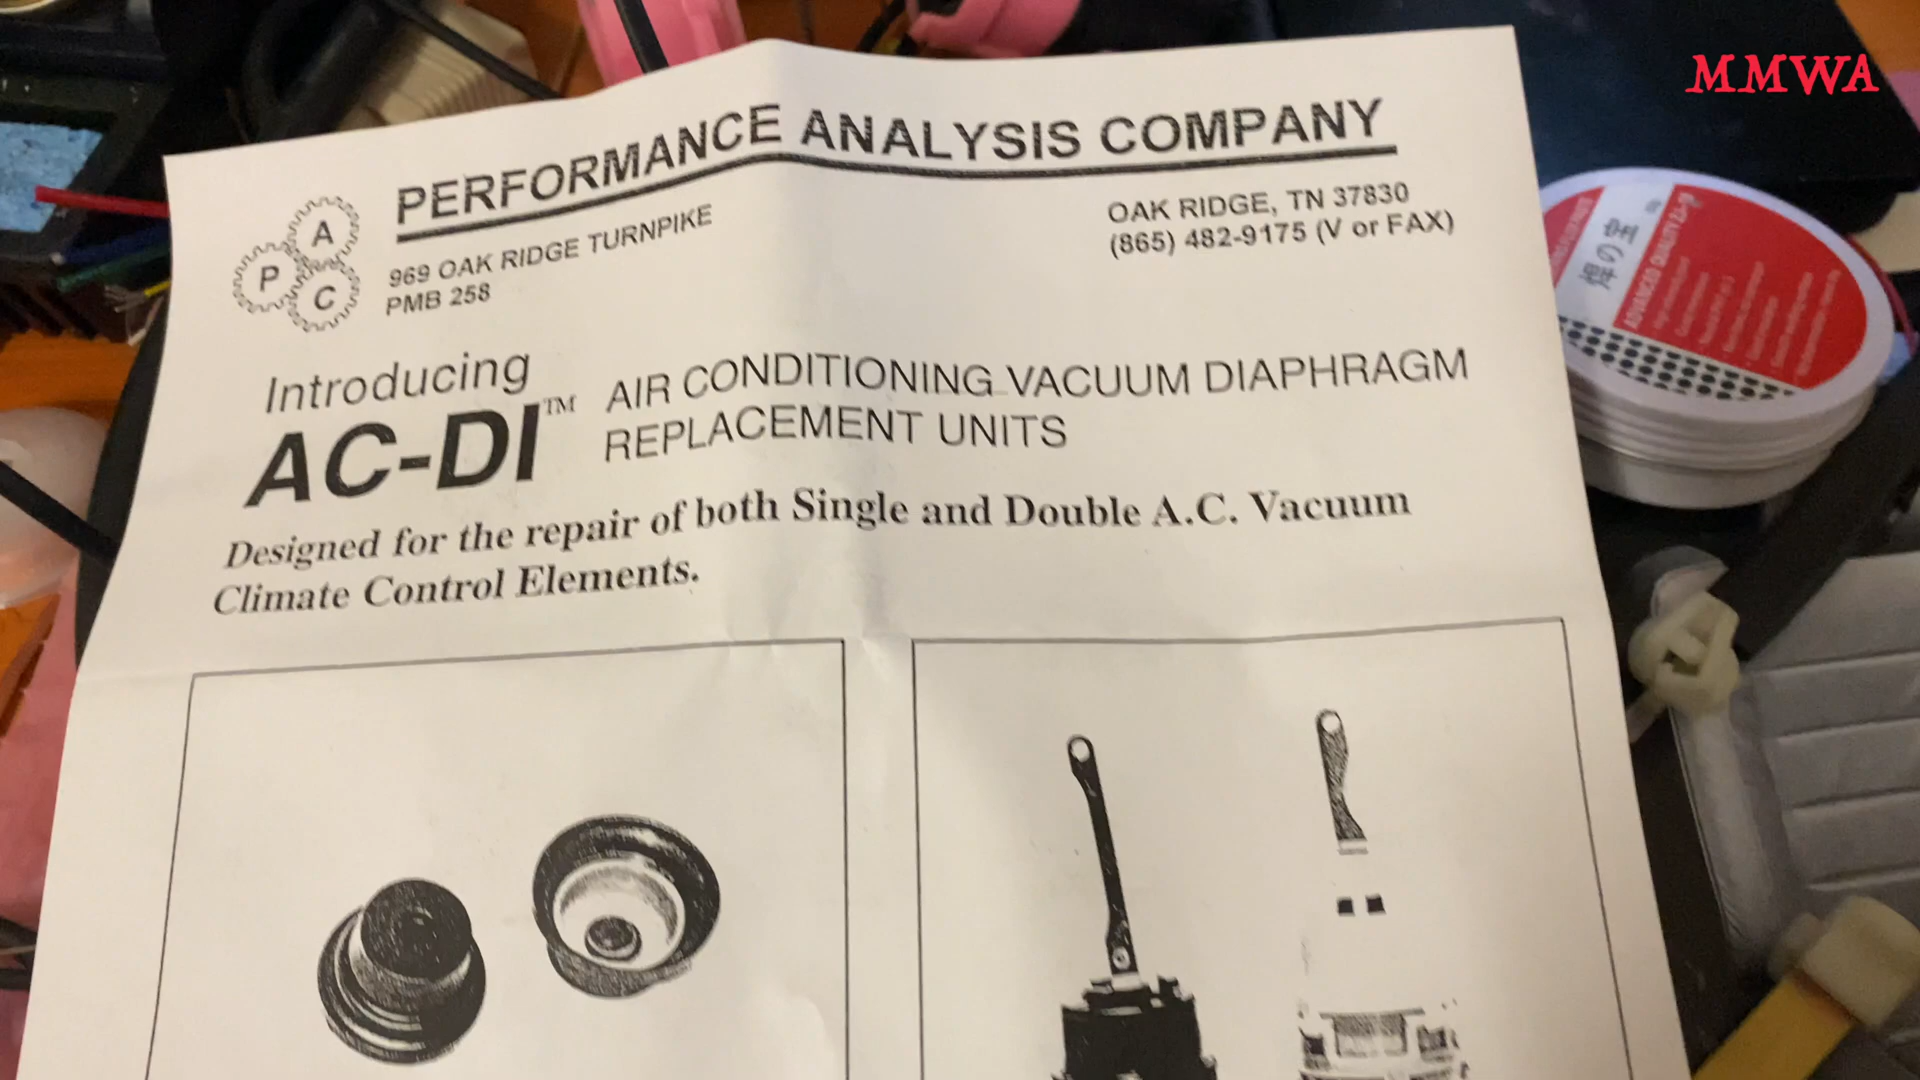 MMWA
PERFORMANCE ANALYSIS COMPANY
A
P
C
969 OAK RIDGE TURNPIKE
PMB 258
OAK RIDGE, TN 37830
(865) 482-9175 (V or FAX)
Introducing
AC-DI™
AIR CONDITIONING VACUUM DIAPHRAGM
REPLACEMENT UNITS
Designed for the repair of both Single and Double A.C. Vacuum
Climate Control Elements.
ADVANCED QUALITY